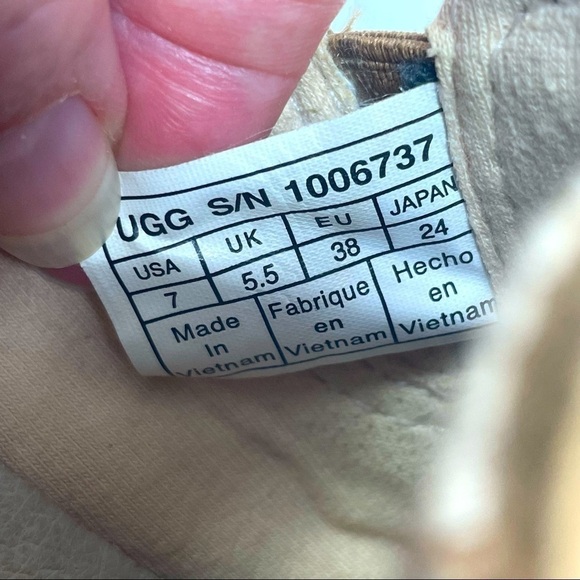 UGG S/N 1006737
USA UK EU JAPAN
7 5.5 38 24
Made Fabrique Hecho
In en en
Vietnam Vietnam Vietnam